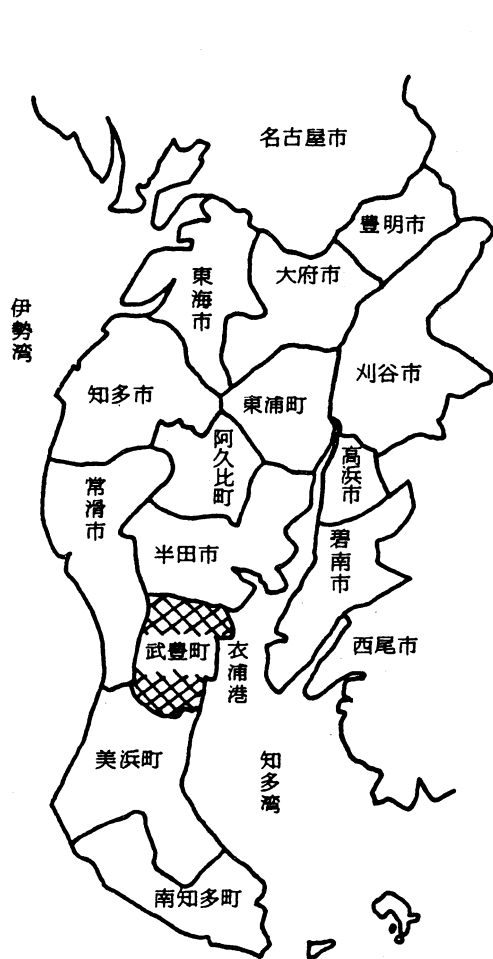 名古屋市
豊明市
大府市
東海市
伊勢湾
刈谷市
知多市
東浦町
阿久比町
高浜市
常滑市
半田市
碧南市
武豊町
衣浦港
西尾市
美浜町
知多湾
南知多町